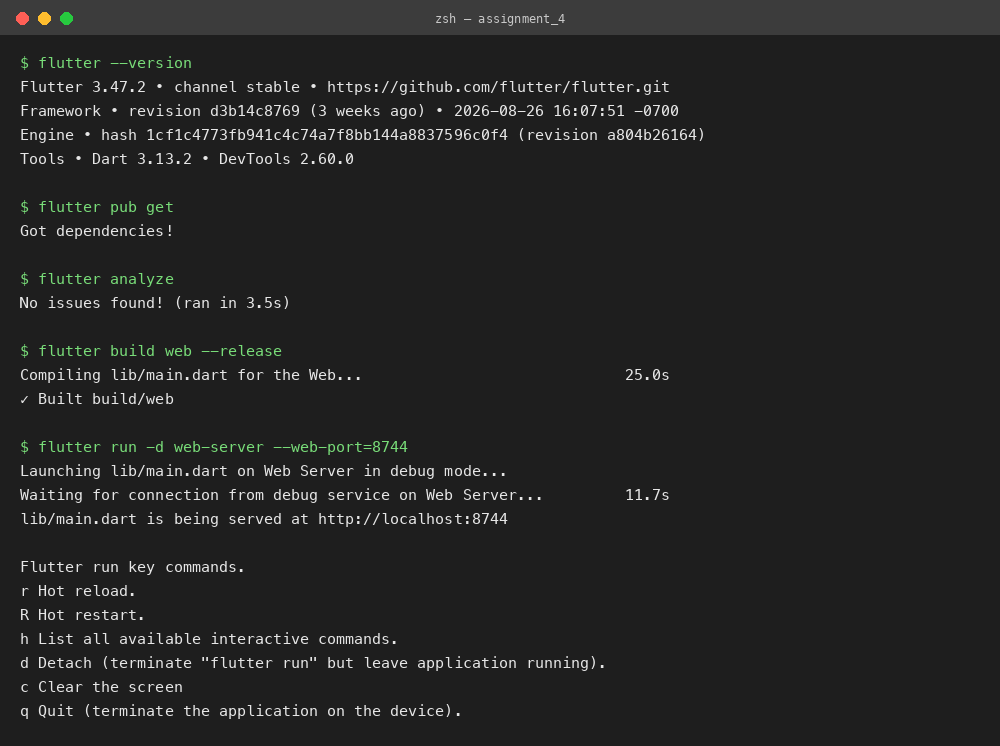 zsh — assignment_4
$ flutter --version
Flutter 3.47.2 • channel stable • https://github.com/flutter/flutter.git
Framework • revision d3b14c8769 (3 weeks ago) • 2026-08-26 16:07:51 -0700
Engine • hash 1cf1c4773fb941c4c74a7f8bb144a8837596c0f4 (revision a804b26164)
Tools • Dart 3.13.2 • DevTools 2.60.0
$ flutter pub get
Got dependencies!
$ flutter analyze
No issues found! (ran in 3.5s)
$ flutter build web --release
Compiling lib/main.dart for the Web... 25.0s
✓ Built build/web
$ flutter run -d web-server --web-port=8744
Launching lib/main.dart on Web Server in debug mode...
Waiting for connection from debug service on Web Server... 11.7s
lib/main.dart is being served at http://localhost:8744
Flutter run key commands.
r Hot reload.
R Hot restart.
h List all available interactive commands.
d Detach (terminate "flutter run" but leave application running).
c Clear the screen
q Quit (terminate the application on the device).